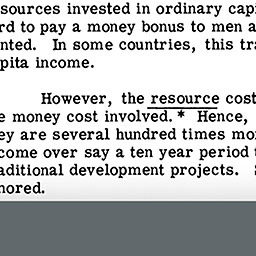 sources invested in ordinary capi
rd to pay a money bonus to men a
nted. In some countries, this tra
pita income.
However, the resource cost
e money cost involved.* Hence,
ey are several hundred times mo
come over say a ten year period t
aditional development projects. S
nored.